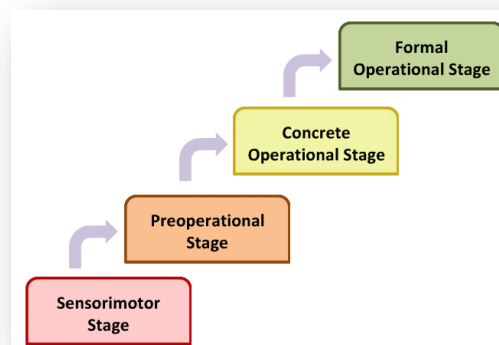 Formal
Operational Stage
Concrete
Operational Stage
Preoperational
Stage
Sensorimotor
Stage